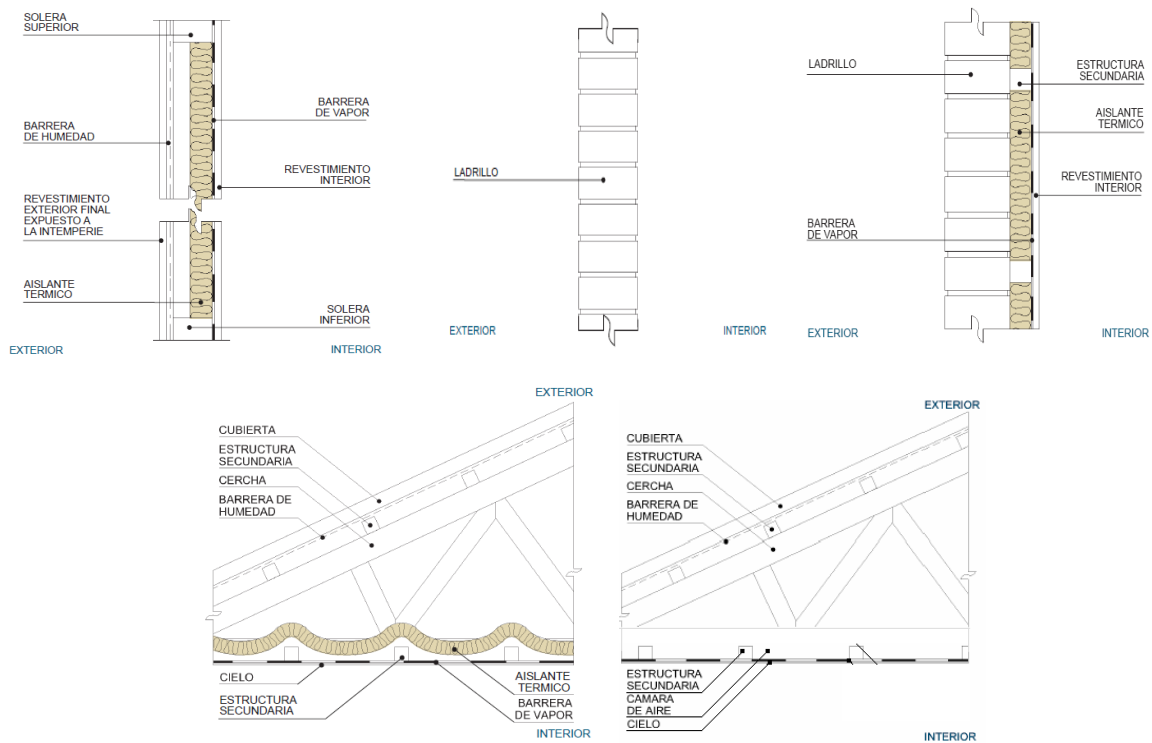 SOLERA
SUPERIOR
BARRERA
DE HUMEDAD
REVESTIMIENTO
EXTERIOR FINAL
EXPUESTO A
LA INTEMPERIE
AISLANTE
TERMICO
BARRERA
DE VAPOR
REVESTIMIENTO
INTERIOR
SOLERA
INFERIOR
EXTERIOR
INTERIOR
LADRILLO
EXTERIOR
INTERIOR
LADRILLO
BARRERA
DE VAPOR
ESTRUCTURA
SECUNDARIA
AISLANTE
TERMICO
REVESTIMIENTO
INTERIOR
EXTERIOR
INTERIOR
EXTERIOR
CUBIERTA
ESTRUCTURA
SECUNDARIA
CERCHA
BARRERA DE
HUMEDAD
CIELO
ESTRUCTURA
SECUNDARIA
AISLANTE
TERMICO
BARRERA
DE VAPOR
INTERIOR
EXTERIOR
CUBIERTA
ESTRUCTURA
SECUNDARIA
CERCHA
BARRERA DE
HUMEDAD
ESTRUCTURA
SECUNDARIA
CAMARA
DE AIRE
CIELO
INTERIOR